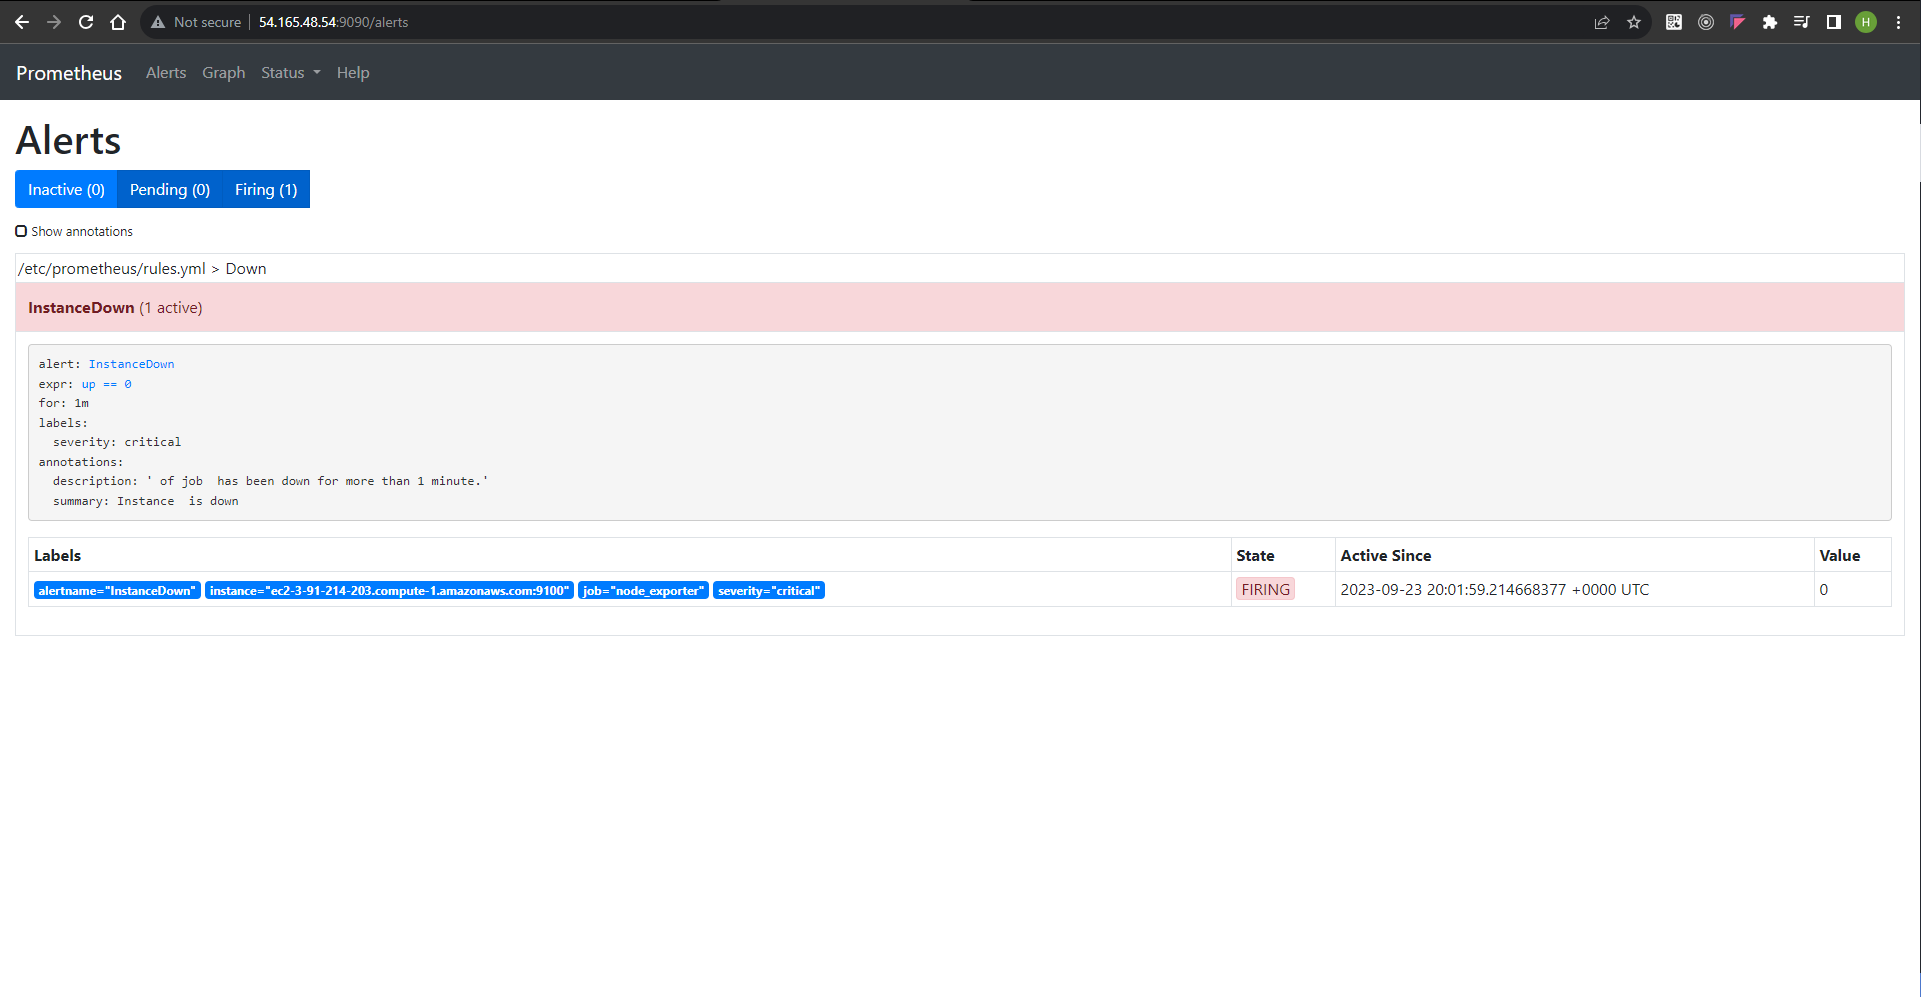 Not secure | 54.165.48.54:9090/alerts
H
Prometheus Alerts Graph Status Help
Alerts
Inactive (0) Pending (0) Firing (1)
Show annotations
/etc/prometheus/rules.yml > Down
InstanceDown (1 active)
alert: InstanceDown
expr: up == 0
for: 1m
labels:
  severity: critical
annotations:
  description: ' of job  has been down for more than 1 minute.'
  summary: Instance  is down
Labels State Active Since Value
alertname="InstanceDown" instance="ec2-3-91-214-203.compute-1.amazonaws.com:9100" job="node_exporter" severity="critical" FIRING 2023-09-23 20:01:59.214668377 +0000 UTC 0